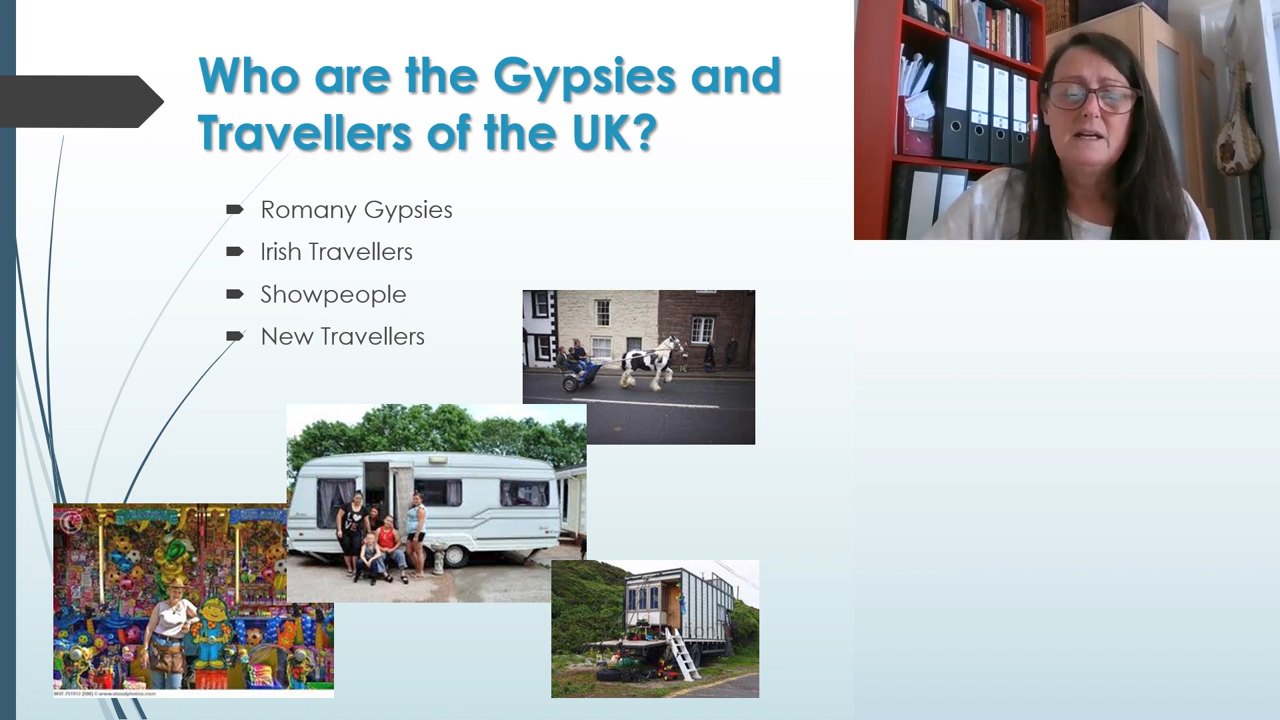 Who are the Gypsies and
Travellers of the UK?
Romany Gypsies
Irish Travellers
Showpeople
New Travellers